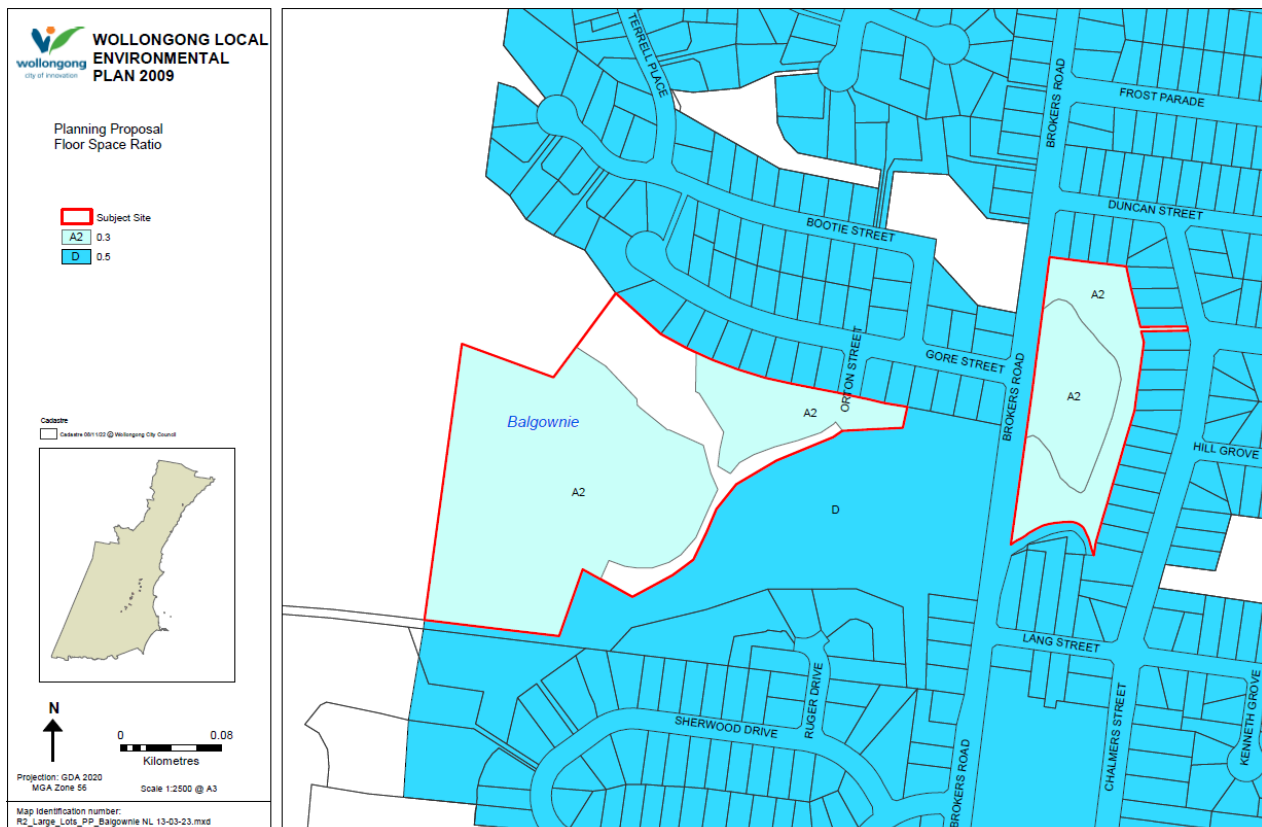 wollongong
city of innovation
WOLLONGONG LOCAL
ENVIRONMENTAL
PLAN 2009
Planning Proposal
Floor Space Ratio
Subject Site
A2 0.3
D 0.5
Cadastre
Cadastre 08/11/22 @ Wollongong City Council
N
0 0.08
Kilometres
Projection: GDA 2020
MGA Zone 56
Scale 1:2500 @ A3
Map identification number:
R2_Large_Lots_PP_Balgownie NL 13-03-23.mxd
TERRELL PLACE
BROKERS ROAD
FROST PARADE
DUNCAN STREET
BOOTIE STREET
A2
GORE STREET
ORTON STREET
BROKERS ROAD
A2
A2
Balgownie
HILL GROVE
A2
D
LANG STREET
RUGER DRIVE
SHERWOOD DRIVE
CHALMERS STREET
KENNETH GROVE
BROKERS ROAD